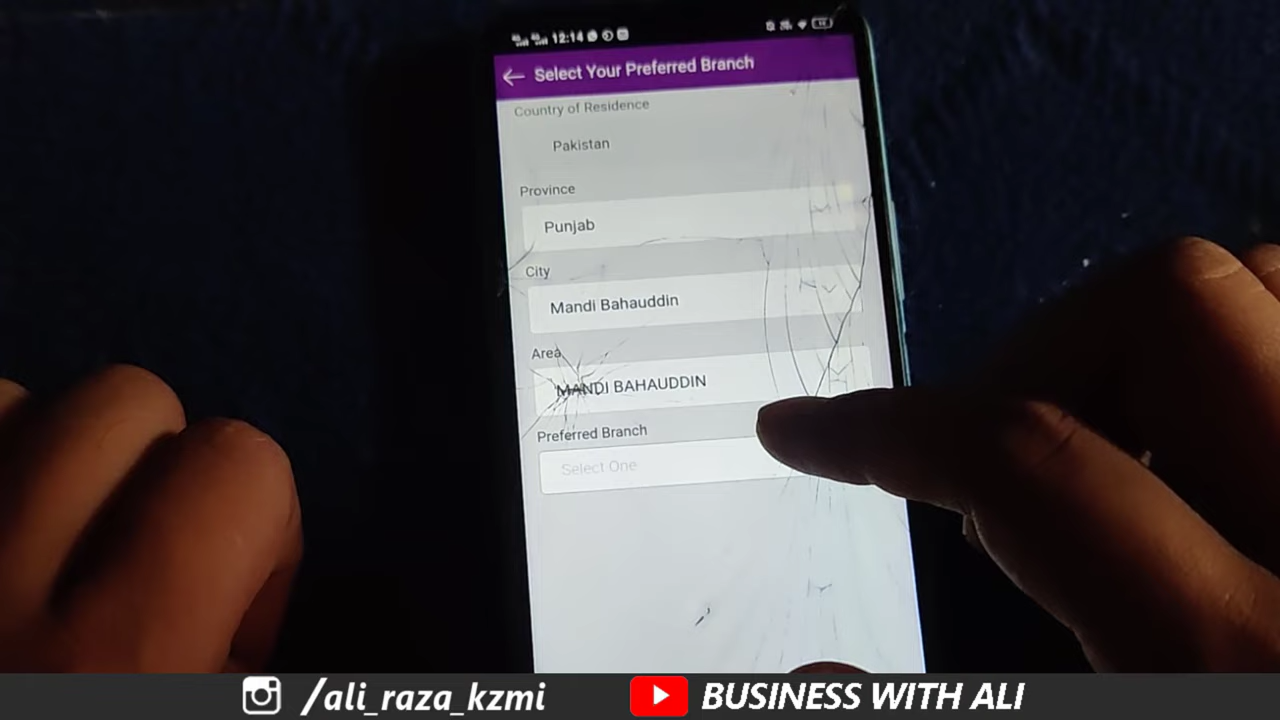 12:14
Select Your Preferred Branch
Country of Residence
Pakistan
Province
Punjab
City
Mandi Bahauddin
Area
MANDI BAHAUDDIN
Preferred Branch
Select One
/ali_raza_kzmi
BUSINESS WITH ALI